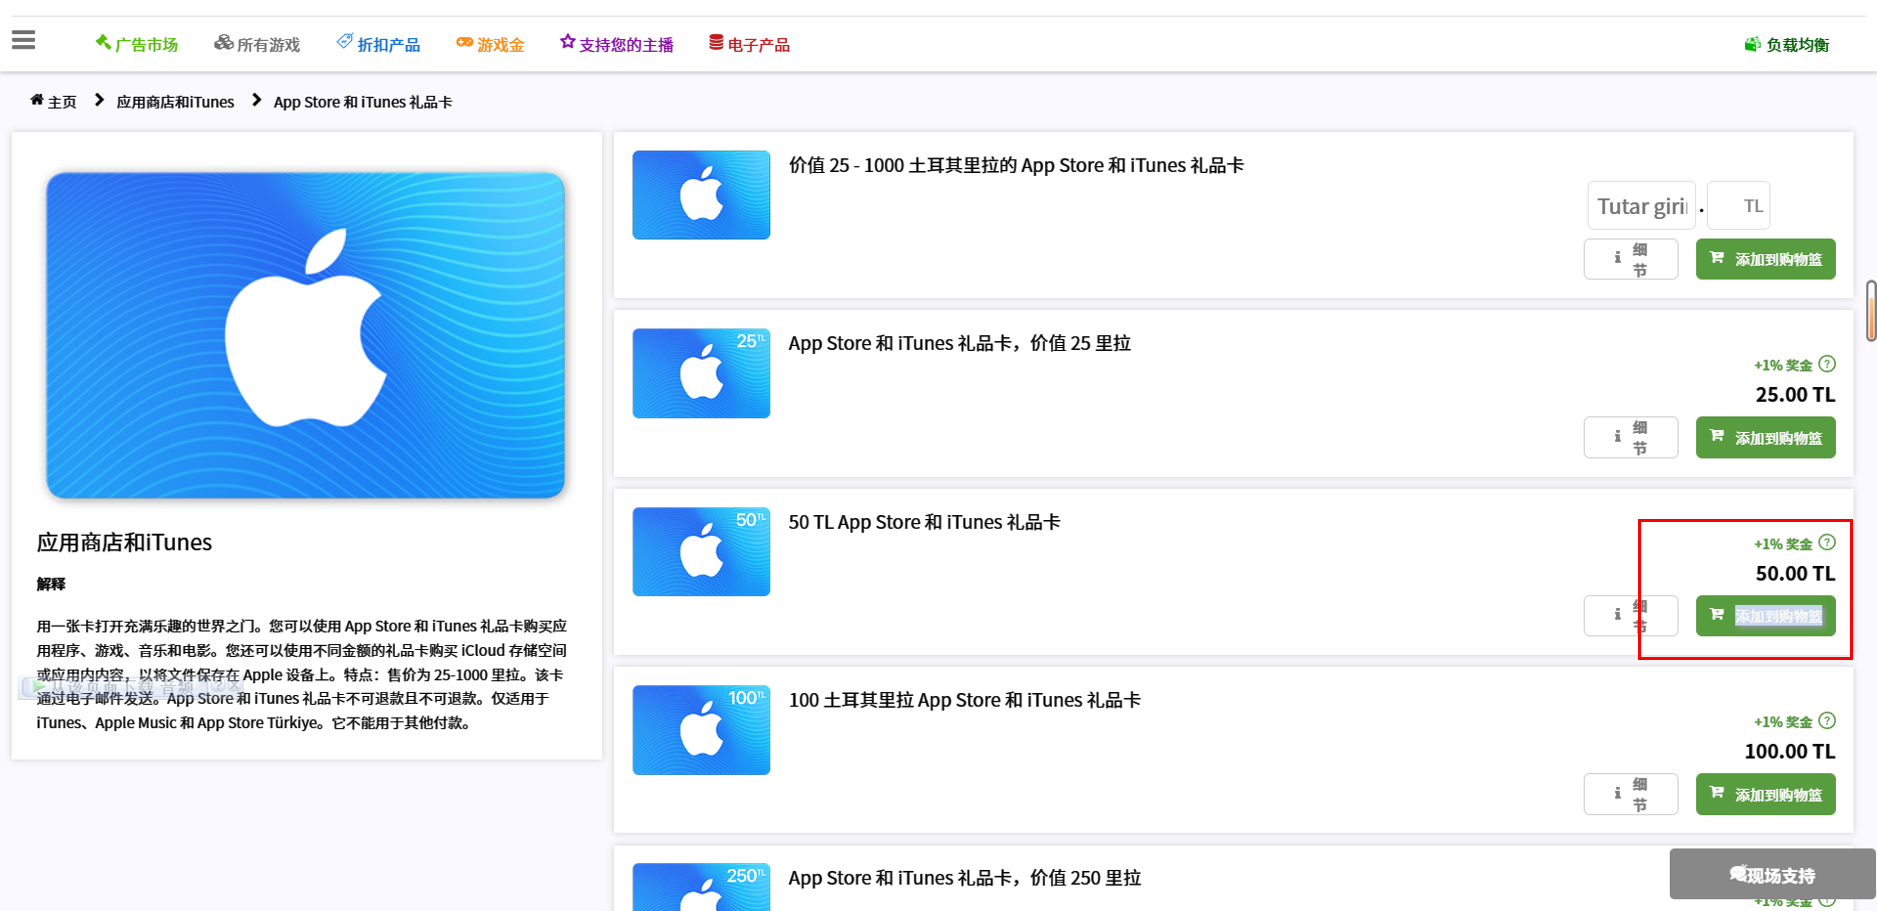 广告市场 所有游戏 折扣产品 游戏金 支持您的主播 电子产品 负载均衡
主页 应用商店和iTunes App Store 和 iTunes 礼品卡
应用商店和iTunes
解释
用一张卡打开充满乐趣的世界之门。您可以使用 App Store 和 iTunes 礼品卡购买应
用程序、游戏、音乐和电影。您还可以使用不同金额的礼品卡购买 iCloud 存储空间
或应用内内容，以将文件保存在 Apple 设备上。特点：售价为 25-1000 里拉。该卡
从该页面下载 音频
通过电子邮件发送。App Store 和 iTunes 礼品卡不可退款且不可退款。仅适用于
iTunes、Apple Music 和 App Store Türkiye。它不能用于其他付款。
价值 25 - 1000 土耳其里拉的 App Store 和 iTunes 礼品卡
Tutar giri . TL
细节 添加到购物篮
25TL
App Store 和 iTunes 礼品卡，价值 25 里拉
+1% 奖金 ?
25.00 TL
细节 添加到购物篮
50TL
50 TL App Store 和 iTunes 礼品卡
+1% 奖金 ?
50.00 TL
细节 添加到购物篮
100TL
100 土耳其里拉 App Store 和 iTunes 礼品卡
+1% 奖金 ?
100.00 TL
细节 添加到购物篮
250TL
App Store 和 iTunes 礼品卡，价值 250 里拉
现场支持
+1% 奖金